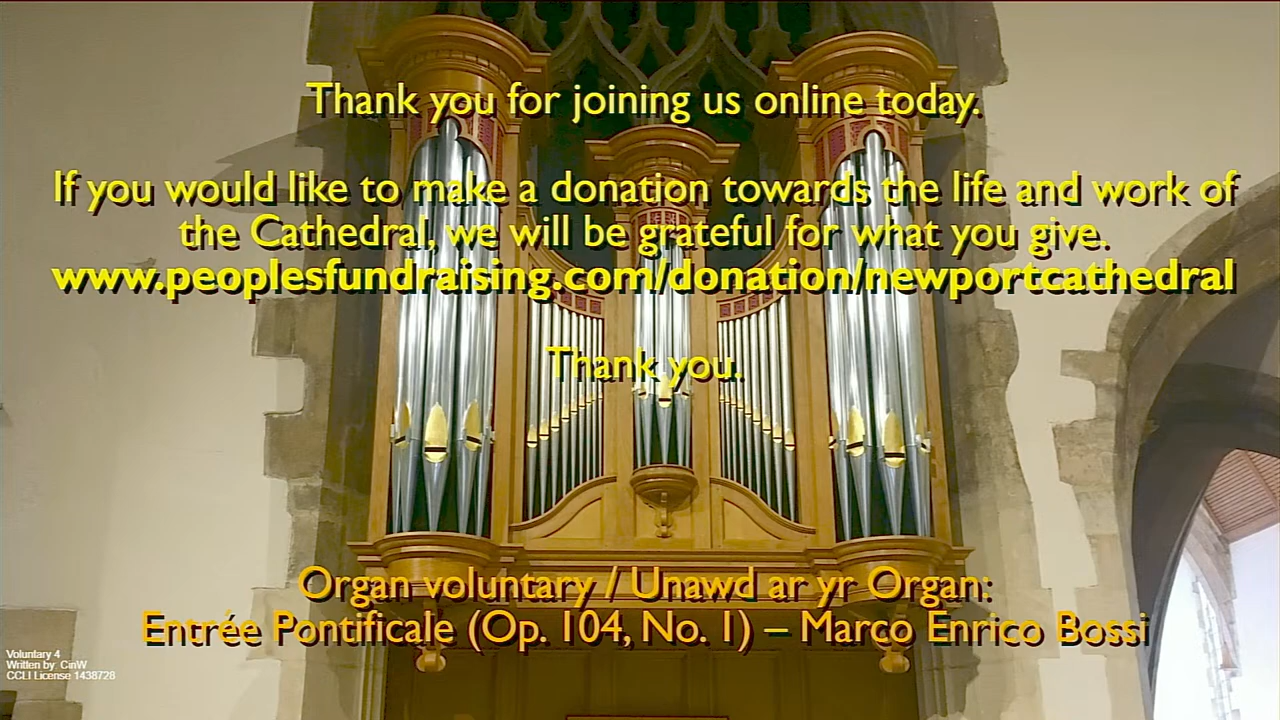 Thank you for joining us online today.
If you would like to make a donation towards the life and work of
the Cathedral, we will be grateful for what you give.
www.peoplesfundraising.com/donation/newportcathedral
Thank you.
Organ voluntary / Unawd ar yr Organ:
Entrée Pontificale (Op. 104, No. 1) – Marco Enrico Bossi
Voluntary 4
Written by CinW
CCLI License 1438728